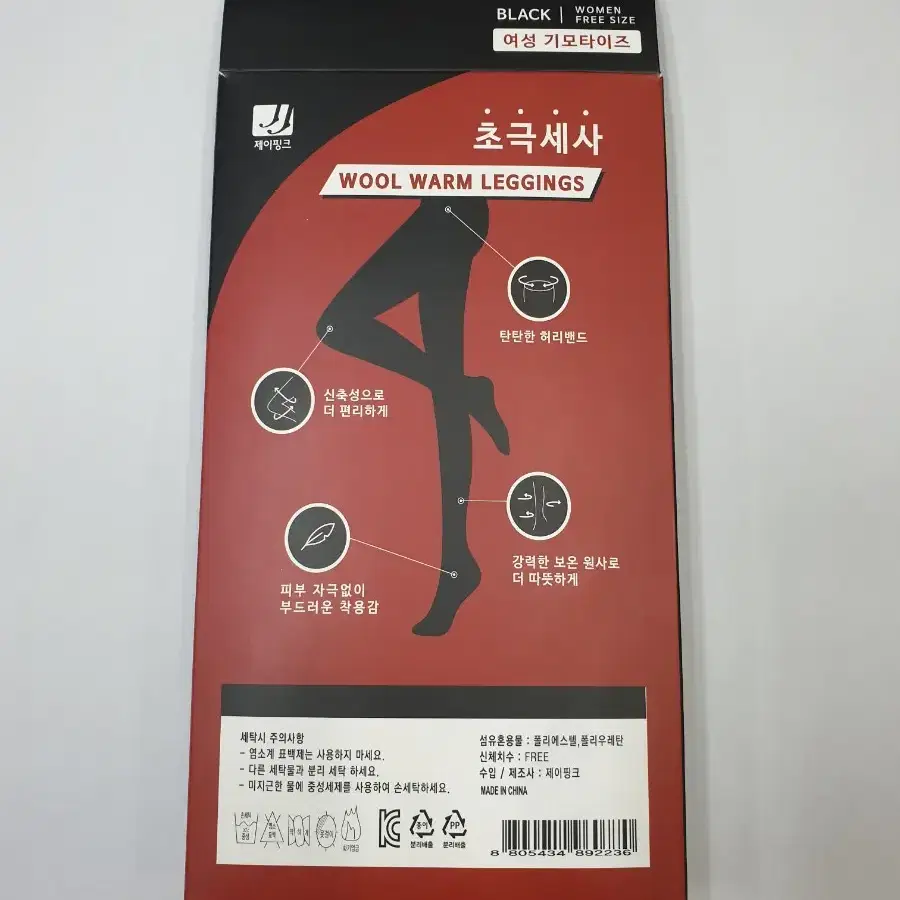 BLACK | WOMEN
FREE SIZE
여성 기모타이즈
제이핑크
초극세사
WOOL WARM LEGGINGS
탄탄한 허리밴드
신축성으로
더 편리하게
강력한 보온 원사로
더 따뜻하게
피부 자극없이
부드러운 착용감
세탁시 주의사항
- 염소계 표백제는 사용하지 마세요.
- 다른 세탁물과 분리 세탁 하세요.
- 미지근한 물에 중성세제를 사용하여 손세탁하세요.
섬유혼용물 : 폴리에스텔,폴리우레탄
신체치수 : FREE
수입 / 제조사 : 제이핑크
MADE IN CHINA
종이
분리배출
PP
분리배출
8 805434 892236